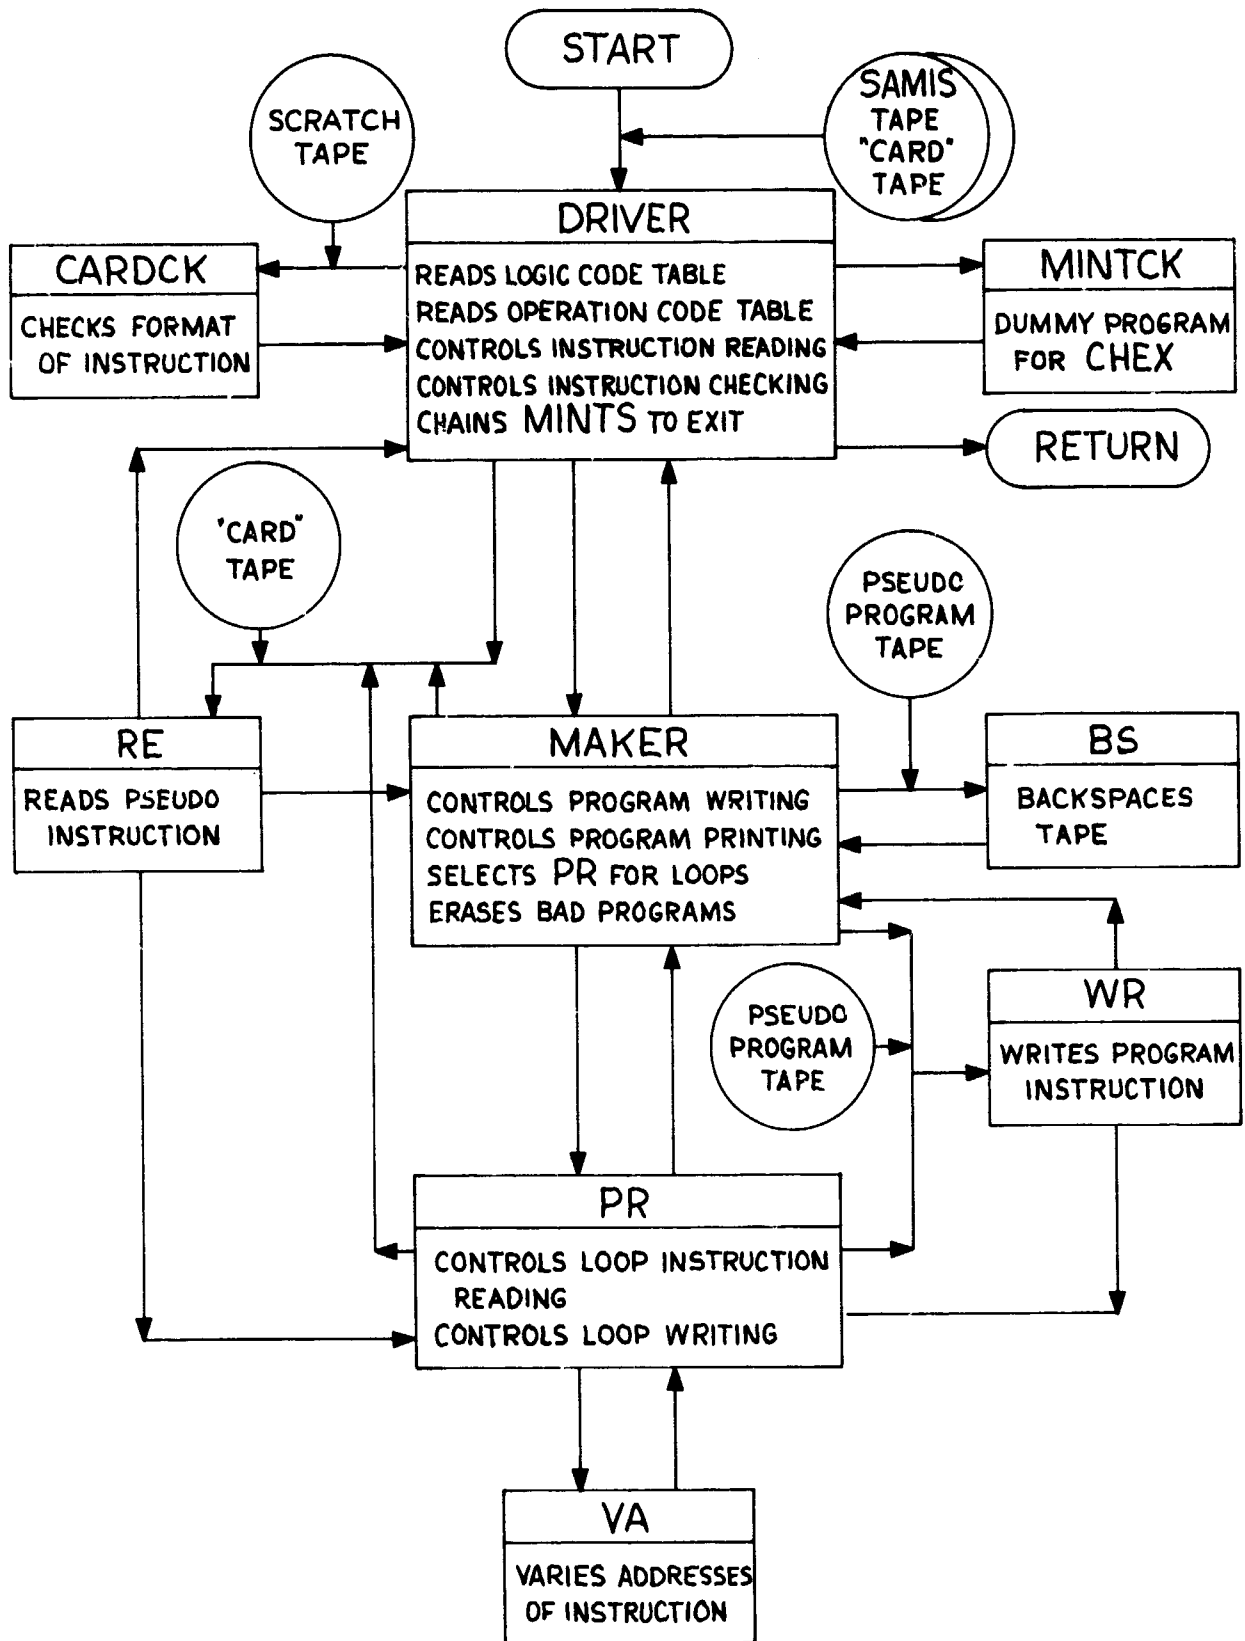 START
SCRATCH
TAPE
SAMIS
TAPE
"CARD"
TAPE
DRIVER
READS LOGIC CODE TABLE
READS OPERATION CODE TABLE
CONTROLS INSTRUCTION READING
CONTROLS INSTRUCTION CHECKING
CHAINS MINTS TO EXIT
CARDCK
CHECKS FORMAT
OF INSTRUCTION
MINTCK
DUMMY PROGRAM
FOR CHEX
RETURN
"CARD"
TAPE
PSEUDO
PROGRAM
TAPE
RE
READS PSEUDO
INSTRUCTION
MAKER
CONTROLS PROGRAM WRITING
CONTROLS PROGRAM PRINTING
SELECTS PR FOR LOOPS
ERASES BAD PROGRAMS
BS
BACKSPACES
TAPE
PSEUDO
PROGRAM
TAPE
WR
WRITES PROGRAM
INSTRUCTION
PR
CONTROLS LOOP INSTRUCTION
READING
CONTROLS LOOP WRITING
VA
VARIES ADDRESSES
OF INSTRUCTION